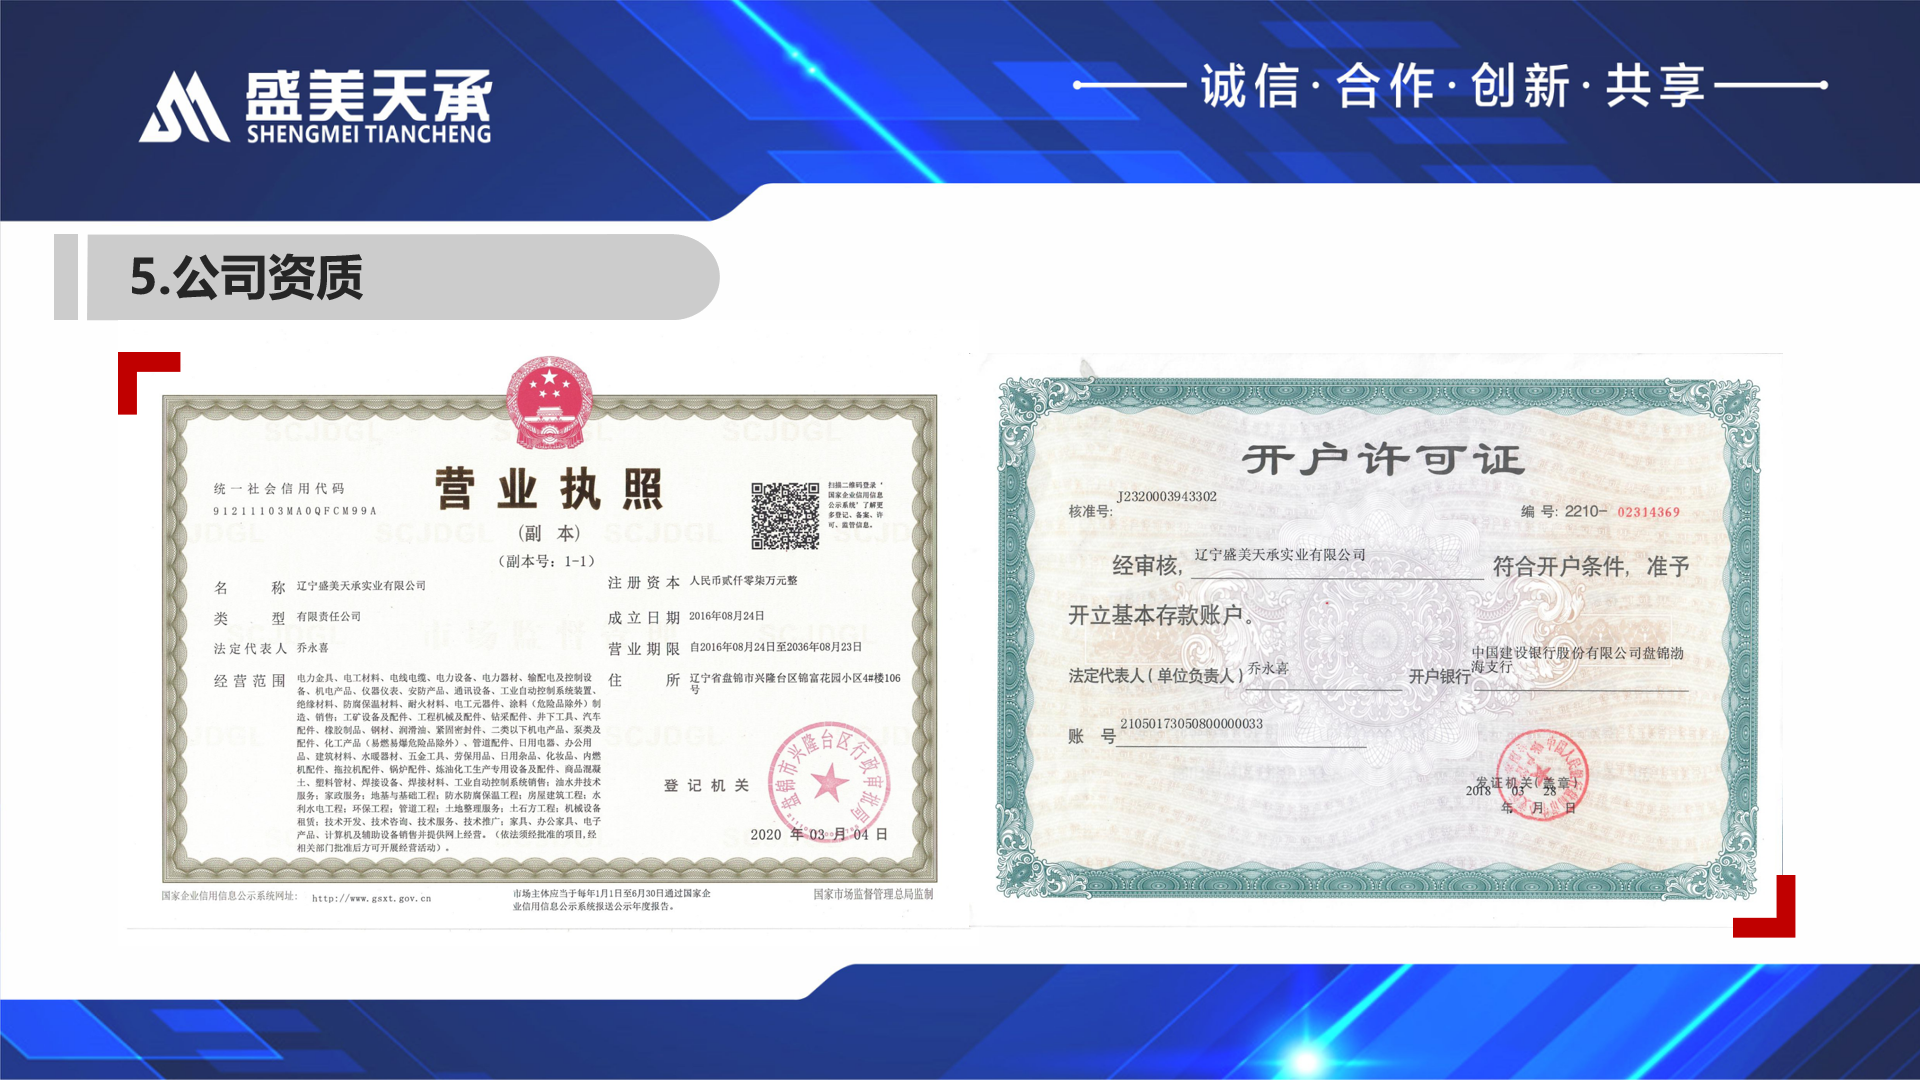 盛美天承
SHENGMEI TIANCHENG
诚信·合作·创新·共享
5.公司资质
营业执照
(副 本)
(副本号: 1-1)
统一社会信用代码
91211103MA0QFCM99A
扫描二维码登录'
国家企业信用信息
公示系统'了解更
多登记、备案、许
可、监管信息。
名 称 辽宁盛美天承实业有限公司
类 型 有限责任公司
法定代表人 乔永喜
经营范围 电力金具、电工材料、电线电缆、电力设备、电力器材、输配电及控制设
备、机电产品、仪器仪表、安防产品、通讯设备、工业自动控制系统装置、
绝缘材料、防腐保温材料、耐火材料、电工元器件、涂料(危险品除外)制
造、销售; 工矿设备及配件、工程机械及配件、钻采配件、井下工具、汽车
配件、橡胶制品、钢材、润滑油、紧固密封件、二类以下机电产品、泵类及
配件、化工产品(易燃易爆危险品除外)、管道配件、日用电器、办公用
品、建筑材料、水暖器材、五金工具、劳保用品、日用杂品、化妆品、内燃
机配件、拖拉机配件、锅炉配件、炼油化工生产专用设备及配件、商品混凝
土、塑料管材、焊接设备、焊接材料、工业自动控制系统销售; 油水井技术
服务; 家政服务; 地基与基础工程; 防水防腐保温工程; 房屋建筑工程; 水
利水电工程; 环保工程; 管道工程; 土地整理服务; 土石方工程; 机械设备
租赁; 技术开发、技术咨询、技术服务、技术推广; 家具、办公家具、电子
产品、计算机及辅助设备销售并提供网上经营。(依法须经批准的项目,经
相关部门批准后方可开展经营活动)。
注册资本 人民币贰仟零柒万元整
成立日期 2016年08月24日
营业期限 自2016年08月24日至2036年08月23日
住 所 辽宁省盘锦市兴隆台区锦富花园小区4#楼106
号
登记机关
盘锦市兴隆台区行政审批局
2020 年 03 月 04 日
国家企业信用信息公示系统网址: http://www.gsxt.gov.cn
市场主体应当于每年1月1日至6月30日通过国家企
业信用信息公示系统报送公示年度报告。
国家市场监督管理总局监制
开户许可证
核准号: J2320003943302
编 号: 2210- 02314369
经审核, 辽宁盛美天承实业有限公司 符合开户条件, 准予
开立基本存款账户。
法定代表人(单位负责人) 乔永喜
开户银行 中国建设银行股份有限公司盘锦渤
海支行
账 号 21050173050800000033
发证机关(盖章)
2018 03 28
年 月 日